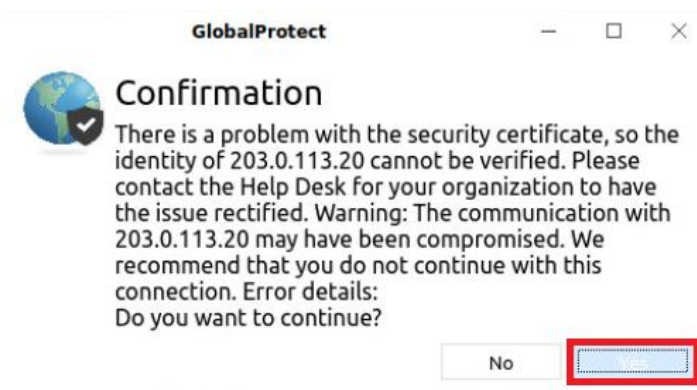 GlobalProtect
Confirmation
There is a problem with the security certificate, so the
identity of 203.0.113.20 cannot be verified. Please
contact the Help Desk for your organization to have
the issue rectified. Warning: The communication with
203.0.113.20 may have been compromised. We
recommend that you do not continue with this
connection. Error details:
Do you want to continue?
No
Yes